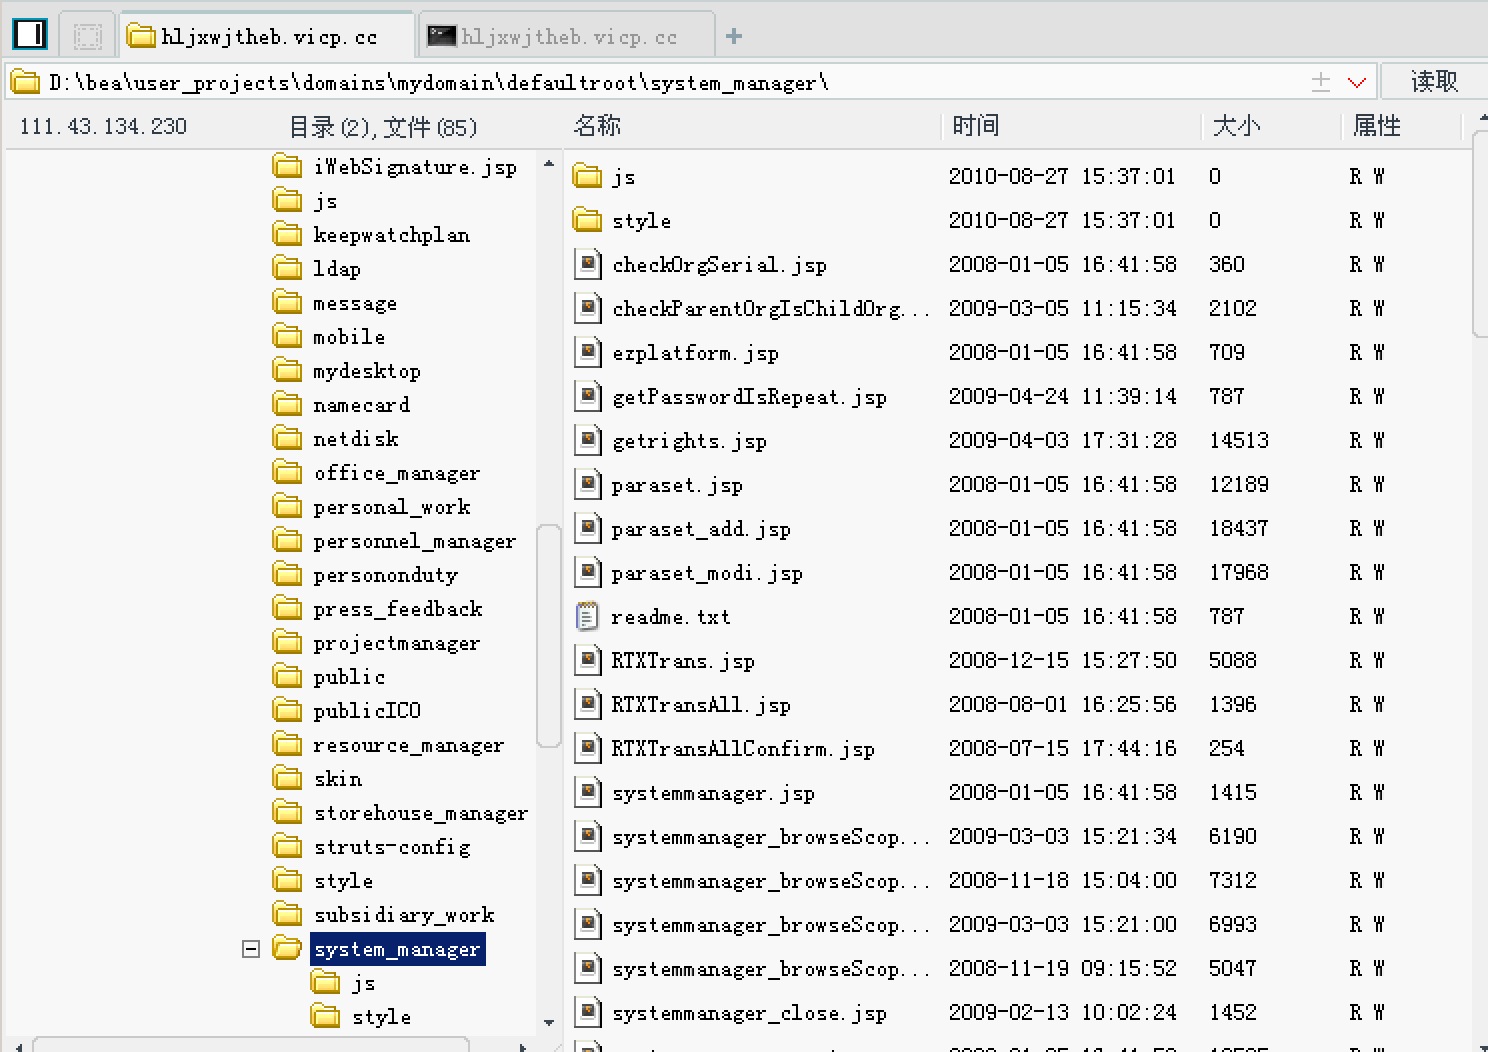 hljxwjtheb.vicp.cc hljxwjtheb.vicp.cc +
D:\bea\user_projects\domains\mydomain\defaultroot\system_manager\ 读取
111.43.134.230 目录(2),文件(85) 名称 时间 大小 属性
iWebSignature.jsp
js
keepwatchplan
ldap
message
mobile
mydesktop
namecard
netdisk
office_manager
personal_work
personnel_manager
persononduty
press_feedback
projectmanager
public
publicICO
resource_manager
skin
storehouse_manager
struts-config
style
subsidiary_work
system_manager
js
style
js 2010-08-27 15:37:01 0 R W
style 2010-08-27 15:37:01 0 R W
checkOrgSerial.jsp 2008-01-05 16:41:58 360 R W
checkParentOrgIsChildOrg... 2009-03-05 11:15:34 2102 R W
ezplatform.jsp 2008-01-05 16:41:58 709 R W
getPasswordIsRepeat.jsp 2009-04-24 11:39:14 787 R W
getrights.jsp 2009-04-03 17:31:28 14513 R W
paraset.jsp 2008-01-05 16:41:58 12189 R W
paraset_add.jsp 2008-01-05 16:41:58 18437 R W
paraset_modi.jsp 2008-01-05 16:41:58 17968 R W
readme.txt 2008-01-05 16:41:58 787 R W
RTXTrans.jsp 2008-12-15 15:27:50 5088 R W
RTXTransAll.jsp 2008-08-01 16:25:56 1396 R W
RTXTransAllConfirm.jsp 2008-07-15 17:44:16 254 R W
systemmanager.jsp 2008-01-05 16:41:58 1415 R W
systemmanager_browseScop... 2009-03-03 15:21:34 6190 R W
systemmanager_browseScop... 2008-11-18 15:04:00 7312 R W
systemmanager_browseScop... 2009-03-03 15:21:00 6993 R W
systemmanager_browseScop... 2008-11-19 09:15:52 5047 R W
systemmanager_close.jsp 2009-02-13 10:02:24 1452 R W